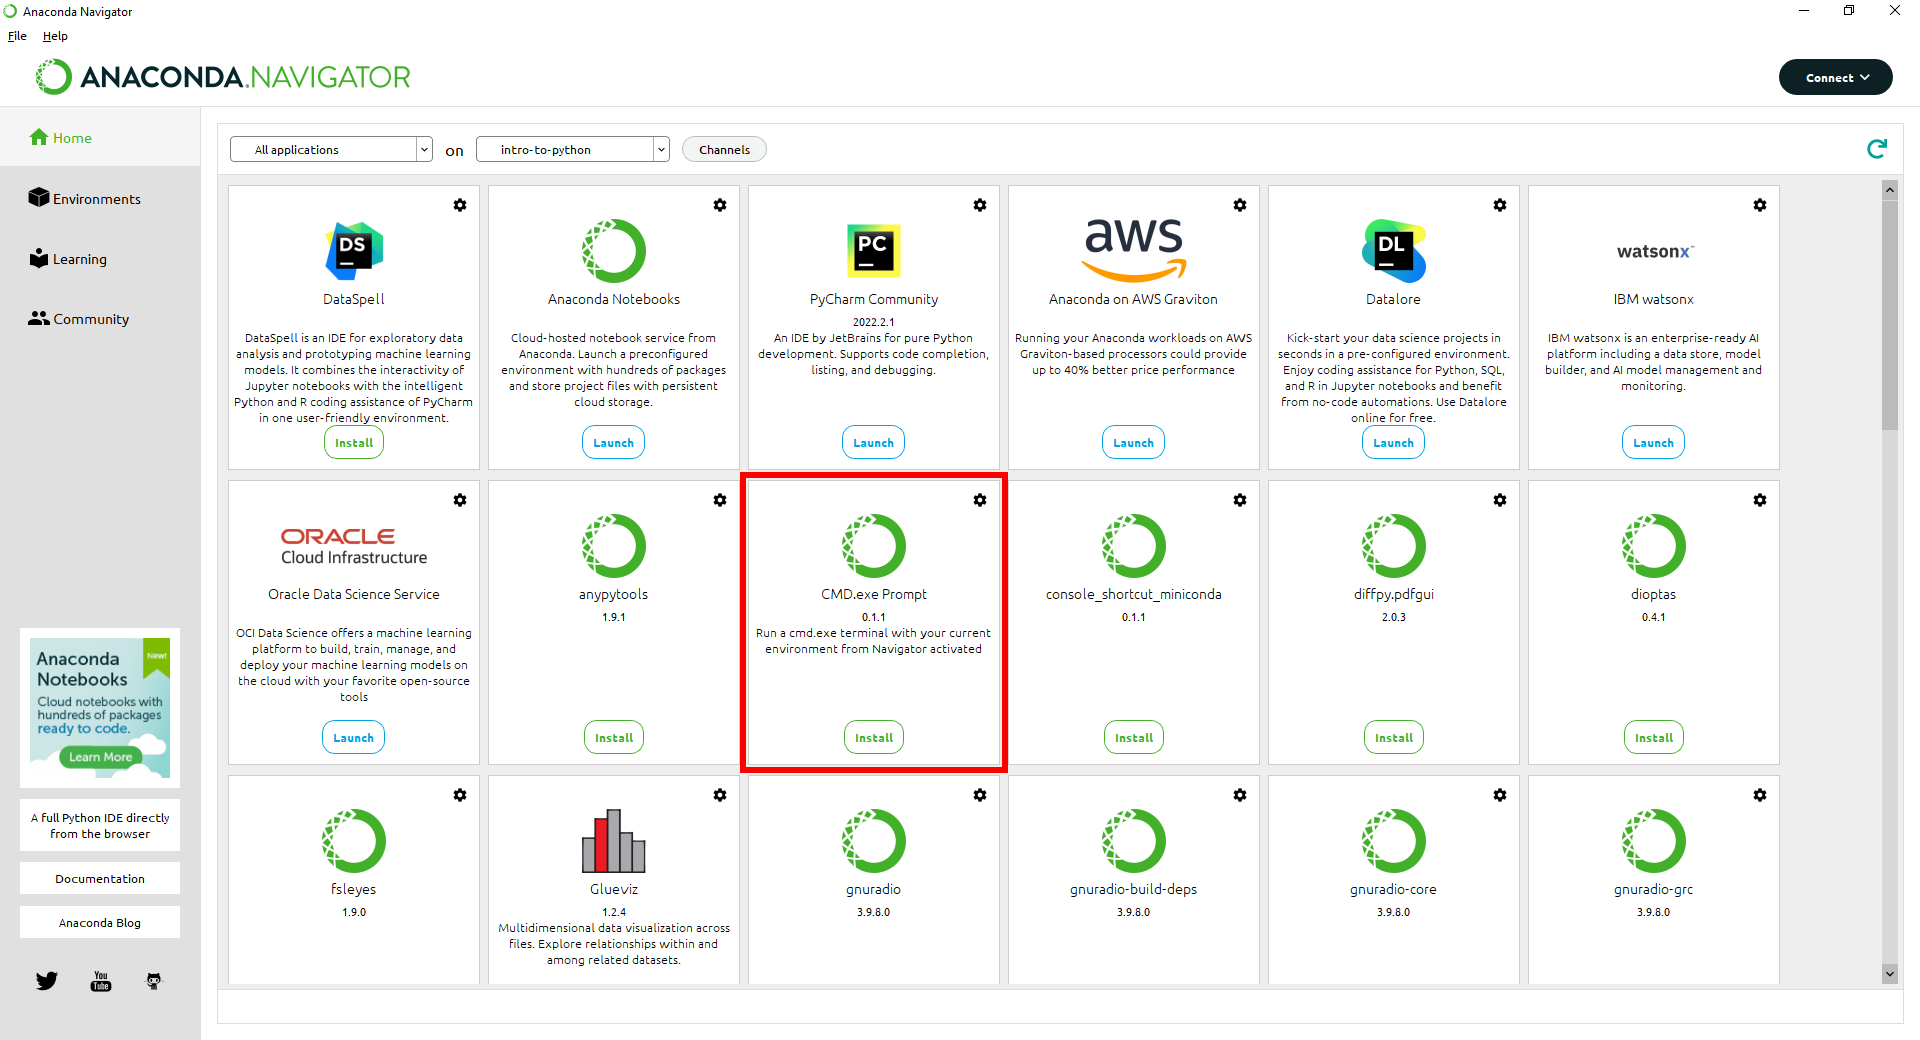 Anaconda Navigator
File Help
ANACONDA.NAVIGATOR
Connect
Home
Environments
Learning
Community
All applications on intro-to-python Channels
DS
DataSpell
DataSpell is an IDE for exploratory data
analysis and prototyping machine learning
models. It combines the interactivity of
Jupyter notebooks with the intelligent
Python and R coding assistance of PyCharm
in one user-friendly environment.
Install
Anaconda Notebooks
Cloud-hosted notebook service from
Anaconda. Launch a preconfigured
environment with hundreds of packages
and store project files with persistent
cloud storage.
Launch
PC
PyCharm Community
2022.2.1
An IDE by JetBrains for pure Python
development. Supports code completion,
listing, and debugging.
Launch
aws
Anaconda on AWS Graviton
Running your Anaconda workloads on AWS
Graviton-based processors could provide
up to 40% better price performance
Launch
DL
Datalore
Kick-start your data science projects in
seconds in a pre-configured environment.
Enjoy coding assistance for Python, SQL,
and R in Jupyter notebooks and benefit
from no-code automations. Use Datalore
online for free.
Launch
watsonx™
IBM watsonx
IBM watsonx is an enterprise-ready AI
platform including a data store, model
builder, and AI model management and
monitoring.
Launch
ORACLE
Cloud Infrastructure
Oracle Data Science Service
OCI Data Science offers a machine learning
platform to build, train, manage, and
deploy your machine learning models on
the cloud with your favorite open-source
tools
Launch
anypytools
1.9.1
Install
CMD.exe Prompt
0.1.1
Run a cmd.exe terminal with your current
environment from Navigator activated
Install
console_shortcut_miniconda
0.1.1
Install
diffpy.pdfgui
2.0.3
Install
dioptas
0.4.1
Install
fsleyes
1.9.0
Glueviz
1.2.4
Multidimensional data visualization across
files. Explore relationships within and
among related datasets.
gnuradio
3.9.8.0
gnuradio-build-deps
3.9.8.0
gnuradio-core
3.9.8.0
gnuradio-grc
3.9.8.0
New!
Anaconda
Notebooks
Cloud notebooks with
hundreds of packages
ready to code.
Learn More
A full Python IDE directly
from the browser
Documentation
Anaconda Blog
You
Tube